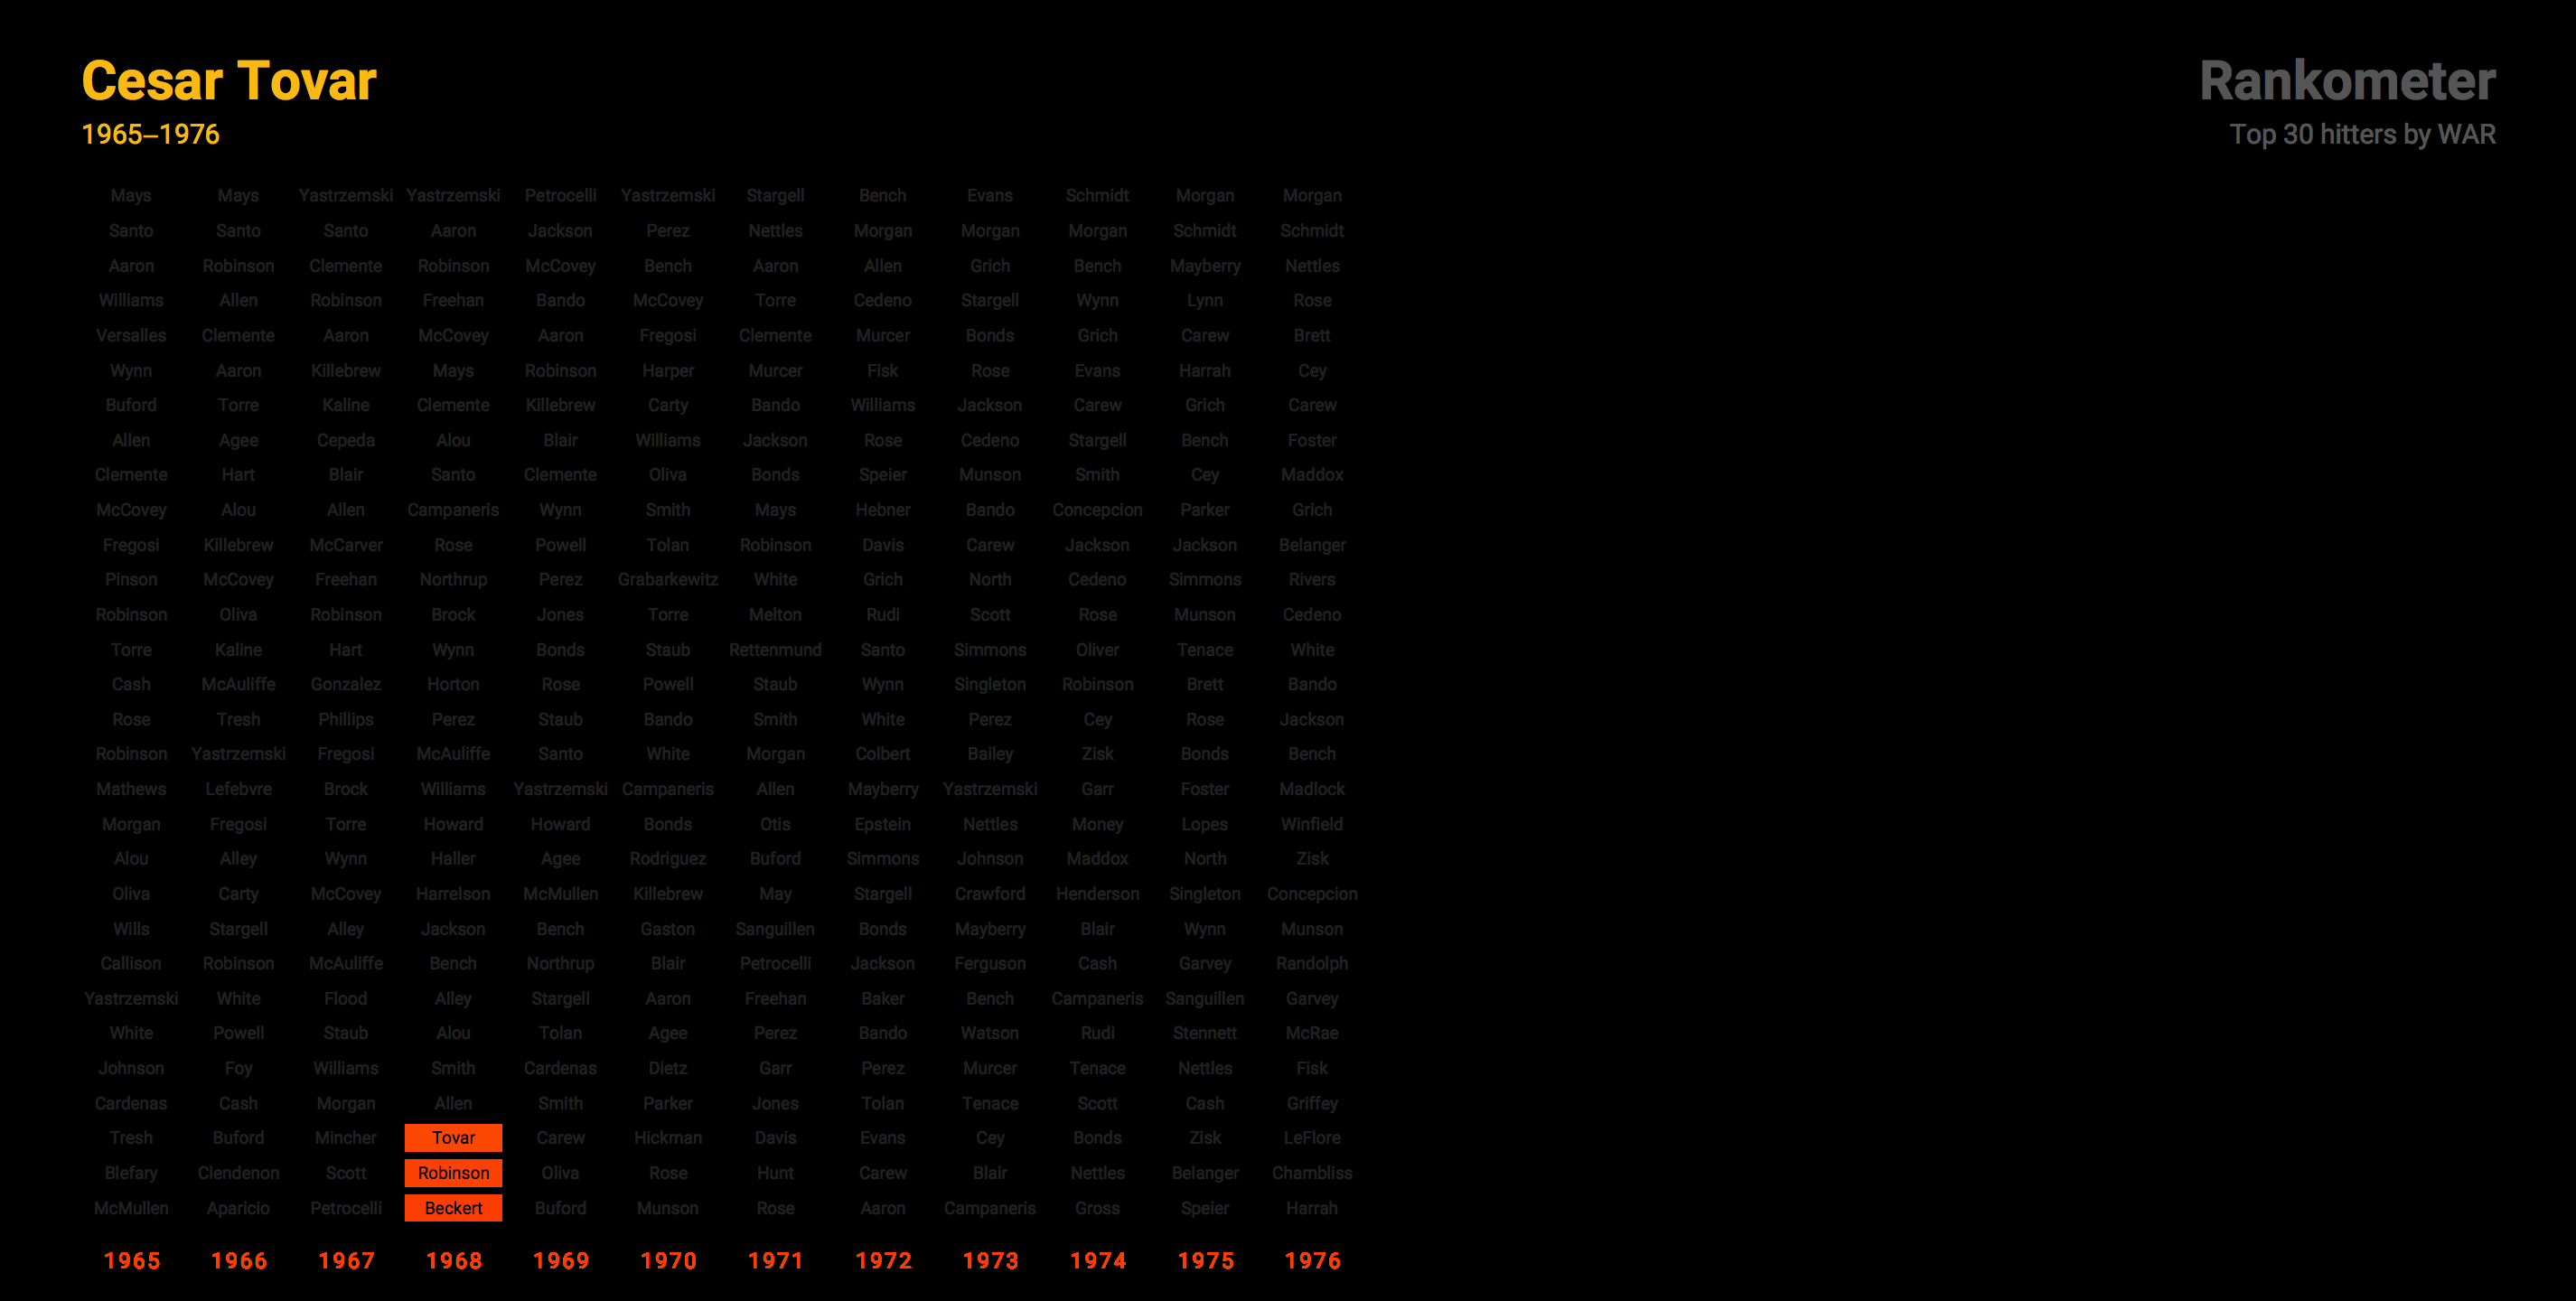 Cesar Tovar
1965–1976
Rankometer
Top 30 hitters by WAR
Mays Mays Yastrzemski Yastrzemski Petrocelli Yastrzemski Stargell Bench Evans Schmidt Morgan Morgan
Santo Santo Santo Aaron Jackson Perez Nettles Morgan Morgan Morgan Schmidt Schmidt
Aaron Robinson Clemente Robinson McCovey Bench Aaron Allen Grich Bench Mayberry Nettles
Williams Allen Robinson Freehan Bando McCovey Torre Cedeno Stargell Wynn Lynn Rose
Versalles Clemente Aaron McCovey Aaron Fregosi Clemente Murcer Bonds Grich Carew Brett
Wynn Aaron Killebrew Mays Robinson Harper Murcer Fisk Rose Evans Harrah Cey
Buford Torre Kaline Clemente Killebrew Carty Bando Williams Jackson Carew Grich Carew
Allen Agee Cepeda Alou Blair Williams Jackson Rose Cedeno Stargell Bench Foster
Clemente Hart Blair Santo Clemente Oliva Bonds Speier Munson Smith Cey Maddox
McCovey Alou Allen Campaneris Wynn Smith Mays Hebner Bando Concepcion Parker Grich
Fregosi Killebrew McCarver Rose Powell Tolan Robinson Davis Carew Jackson Jackson Belanger
Pinson McCovey Freehan Northrup Perez Grabarkewitz White Grich North Cedeno Simmons Rivers
Robinson Oliva Robinson Brock Jones Torre Melton Rudi Scott Rose Munson Cedeno
Torre Kaline Hart Wynn Bonds Staub Rettenmund Santo Simmons Oliver Tenace White
Cash McAuliffe Gonzalez Horton Rose Powell Staub Wynn Singleton Robinson Brett Bando
Rose Tresh Phillips Perez Staub Bando Smith White Perez Cey Rose Jackson
Robinson Yastrzemski Fregosi McAuliffe Santo White Morgan Colbert Bailey Zisk Bonds Bench
Mathews Lefebvre Brock Williams Yastrzemski Campaneris Allen Mayberry Yastrzemski Garr Foster Madlock
Morgan Fregosi Torre Howard Howard Bonds Otis Epstein Nettles Money Lopes Winfield
Alou Alley Wynn Haller Agee Rodriguez Buford Simmons Johnson Maddox North Zisk
Oliva Carty McCovey Harrelson McMullen Killebrew May Stargell Crawford Henderson Singleton Concepcion
Wills Stargell Alley Jackson Bench Gaston Sanguillen Bonds Mayberry Blair Wynn Munson
Callison Robinson McAuliffe Bench Northrup Blair Petrocelli Jackson Ferguson Cash Garvey Randolph
Yastrzemski White Flood Alley Stargell Aaron Freehan Baker Bench Campaneris Sanguillen Garvey
White Powell Staub Alou Tolan Agee Perez Bando Watson Rudi Stennett McRae
Johnson Foy Williams Smith Cardenas Dietz Garr Perez Murcer Tenace Nettles Fisk
Cardenas Cash Morgan Allen Smith Parker Jones Tolan Tenace Scott Cash Griffey
Tresh Buford Mincher Tovar Carew Hickman Davis Evans Cey Bonds Zisk LeFlore
Blefary Clendenon Scott Robinson Oliva Rose Hunt Carew Blair Nettles Belanger Chambliss
McMullen Aparicio Petrocelli Beckert Buford Munson Rose Aaron Campaneris Gross Speier Harrah
1965 1966 1967 1968 1969 1970 1971 1972 1973 1974 1975 1976